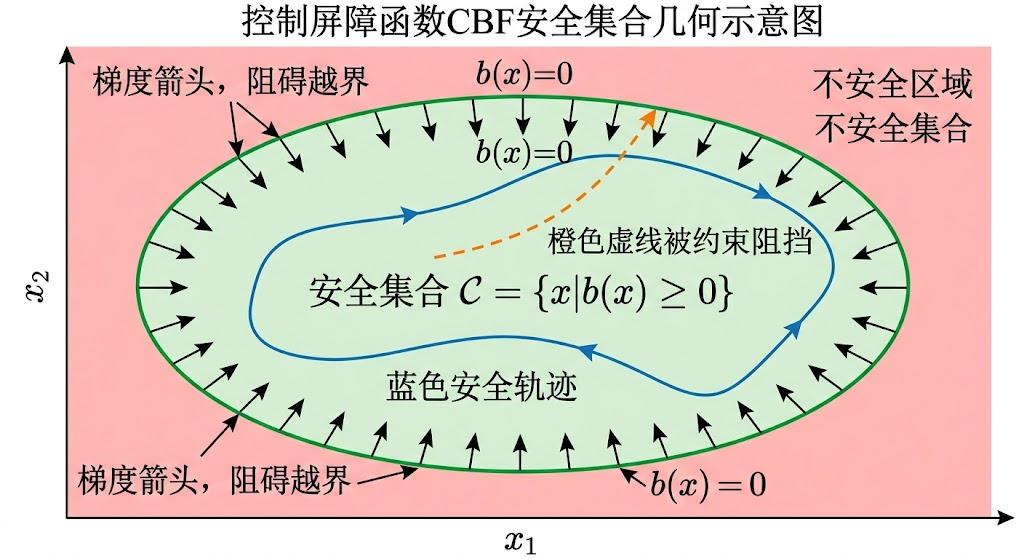 控制屏障函数CBF安全集合几何示意图
梯度箭头，阻碍越界
b(x)=0
不安全区域
不安全集合
b(x)=0
橙色虚线被约束阻挡
安全集合 𝒞 = {x|b(x) ≥ 0}
蓝色安全轨迹
梯度箭头，阻碍越界
b(x) = 0
x₂
x₁